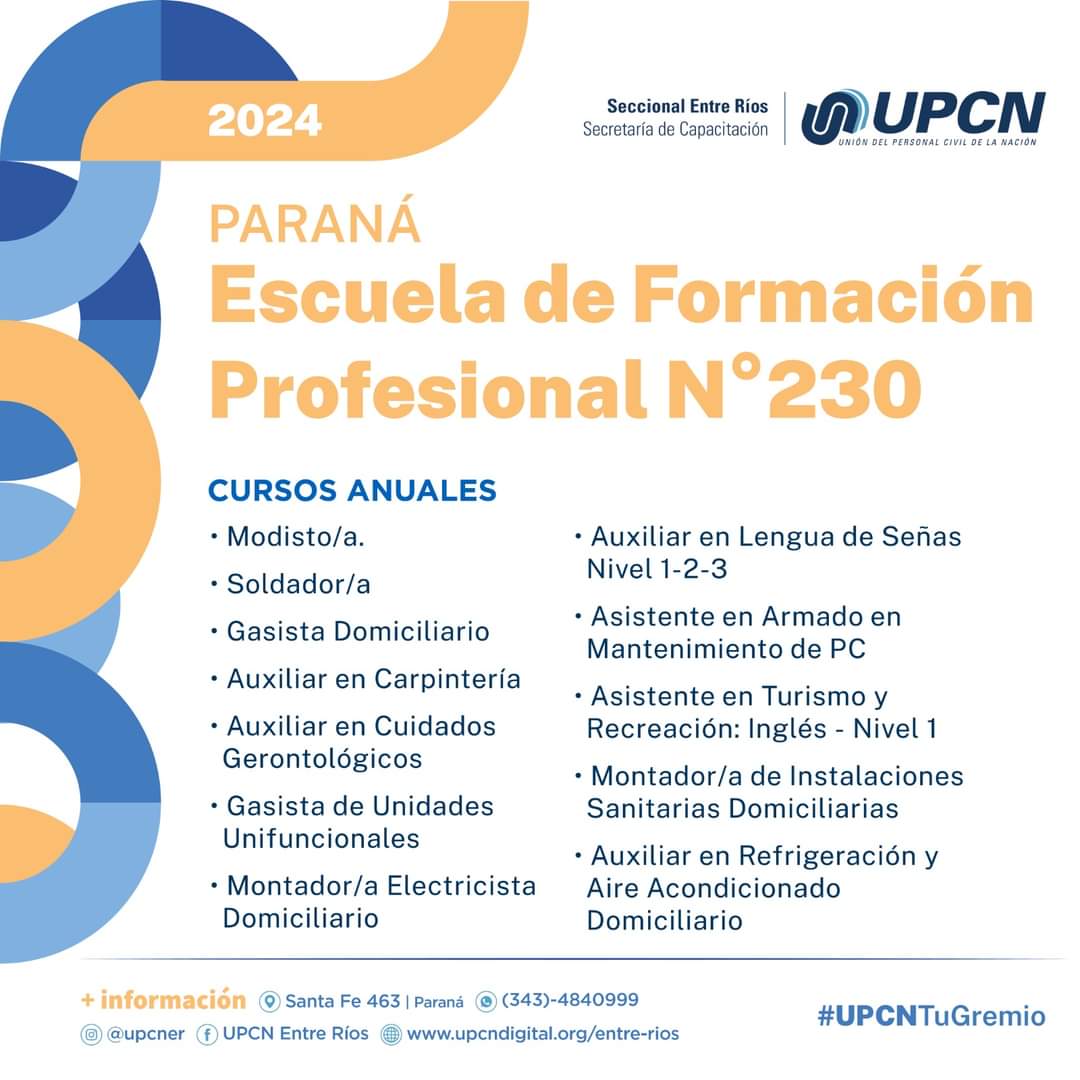 2024
Seccional Entre Ríos
Secretaría de Capacitación
UPCN
UNIÓN DEL PERSONAL CIVIL DE LA NACIÓN
PARANÁ
Escuela de Formación
Profesional N°230
CURSOS ANUALES
• Modisto/a.
• Soldador/a
• Gasista Domiciliario
• Auxiliar en Carpintería
• Auxiliar en Cuidados
Gerontológicos
• Gasista de Unidades
Unifuncionales
• Montador/a Electricista
Domiciliario
• Auxiliar en Lengua de Señas
Nivel 1-2-3
• Asistente en Armado en
Mantenimiento de PC
• Asistente en Turismo y
Recreación: Inglés - Nivel 1
• Montador/a de Instalaciones
Sanitarias Domiciliarias
• Auxiliar en Refrigeración y
Aire Acondicionado
Domiciliario
+ información Santa Fe 463 | Paraná (343)-4840999
@upcner UPCN Entre Ríos www.upcndigital.org/entre-rios
#UPCNTuGremio